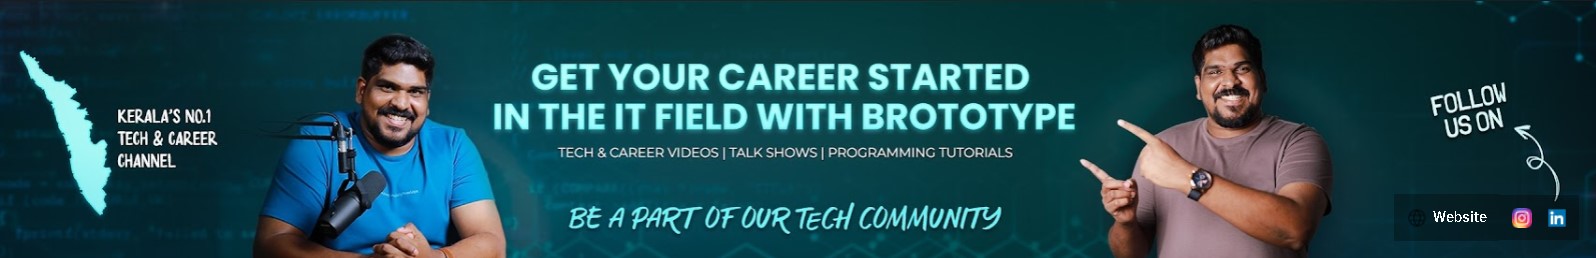 KERALA'S NO.1
TECH & CAREER
CHANNEL
GET YOUR CAREER STARTED
IN THE IT FIELD WITH BROTOTYPE
TECH & CAREER VIDEOS | TALK SHOWS | PROGRAMMING TUTORIALS
BE A PART OF OUR TECH COMMUNITY
FOLLOW
US ON
Website
in